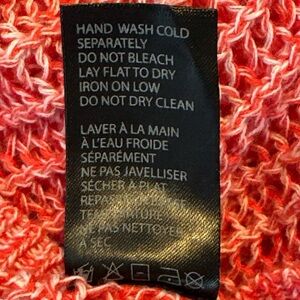 HAND WASH COLD
SEPARATELY
DO NOT BLEACH
LAY FLAT TO DRY
IRON ON LOW
DO NOT DRY CLEAN
LAVER À LA MAIN
À L'EAU FROIDE
SÉPARÉMENT
NE PAS JAVELLISER
SÉCHER À PLAT
TEMPÉRATURE
NE PAS NETTOYER
À SEC